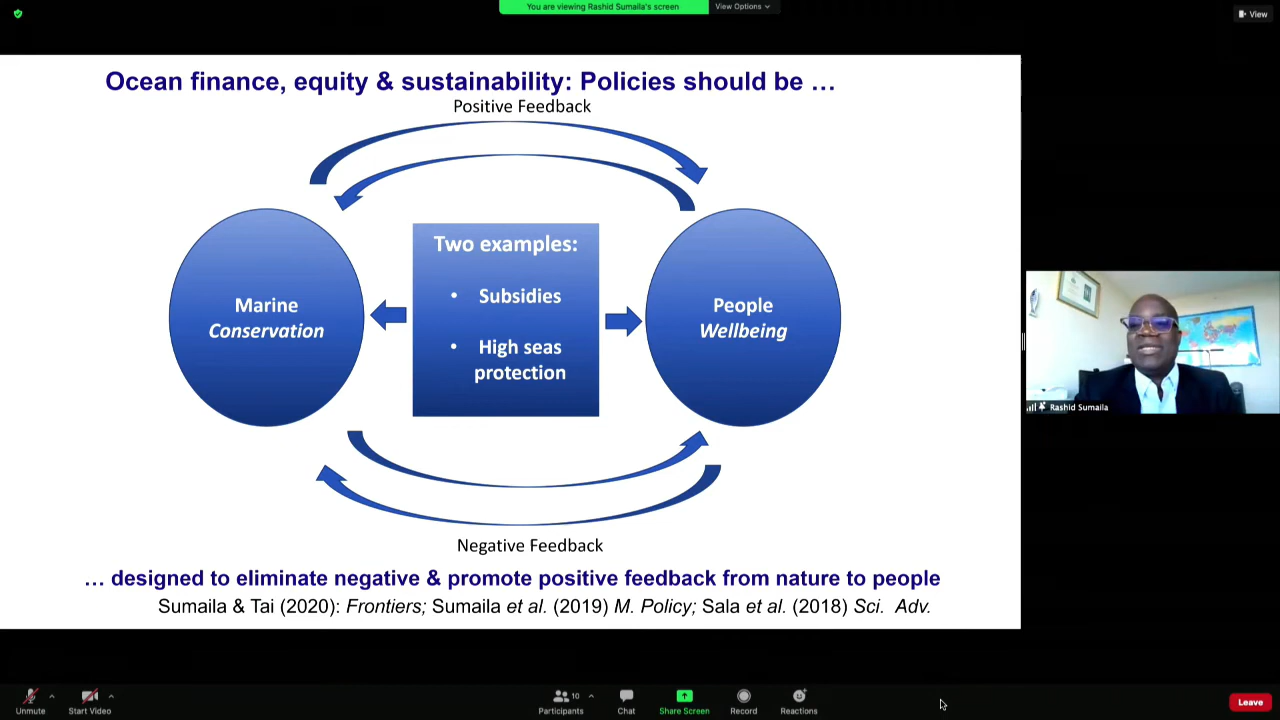 You are viewing Rashid Sumaila's screen
View Options
View
Ocean finance, equity & sustainability: Policies should be …
Positive Feedback
Two examples:
• Subsidies
• High seas
protection
Marine
Conservation
People
Wellbeing
Negative Feedback
… designed to eliminate negative & promote positive feedback from nature to people
Sumaila & Tai (2020): Frontiers; Sumaila et al. (2019) M. Policy; Sala et al. (2018) Sci. Adv.
Rashid Sumaila
Unmute
Start Video
10
Participants
Chat
Share Screen
Record
Reactions
Leave